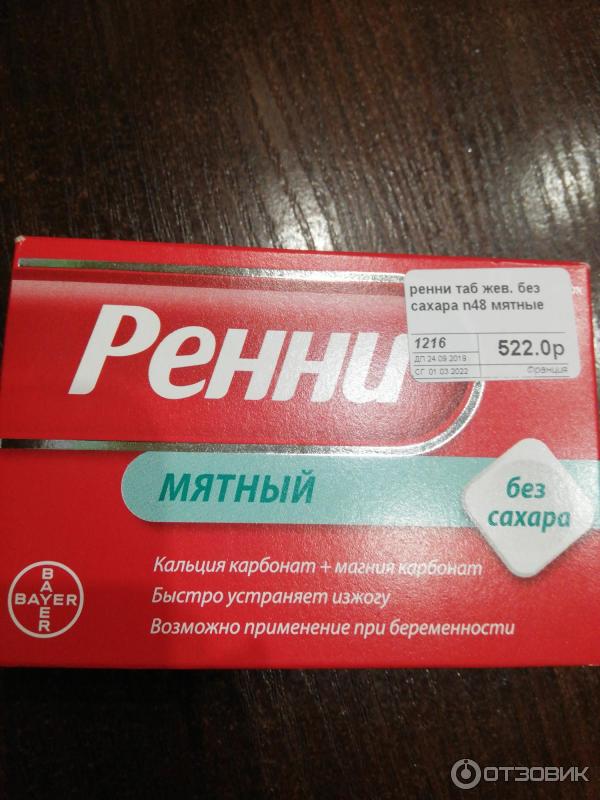 ренни таб жев. без
сахара n48 мятные
1216
522.0р
ДП 24 09 2019
СГ 01 03 2022
Франция
Ренни
МЯТНЫЙ
без
сахара
Кальция карбонат + магния карбонат
Быстро устраняет изжогу
Возможно применение при беременности
BAYER
BAYER
ОТЗОВИК